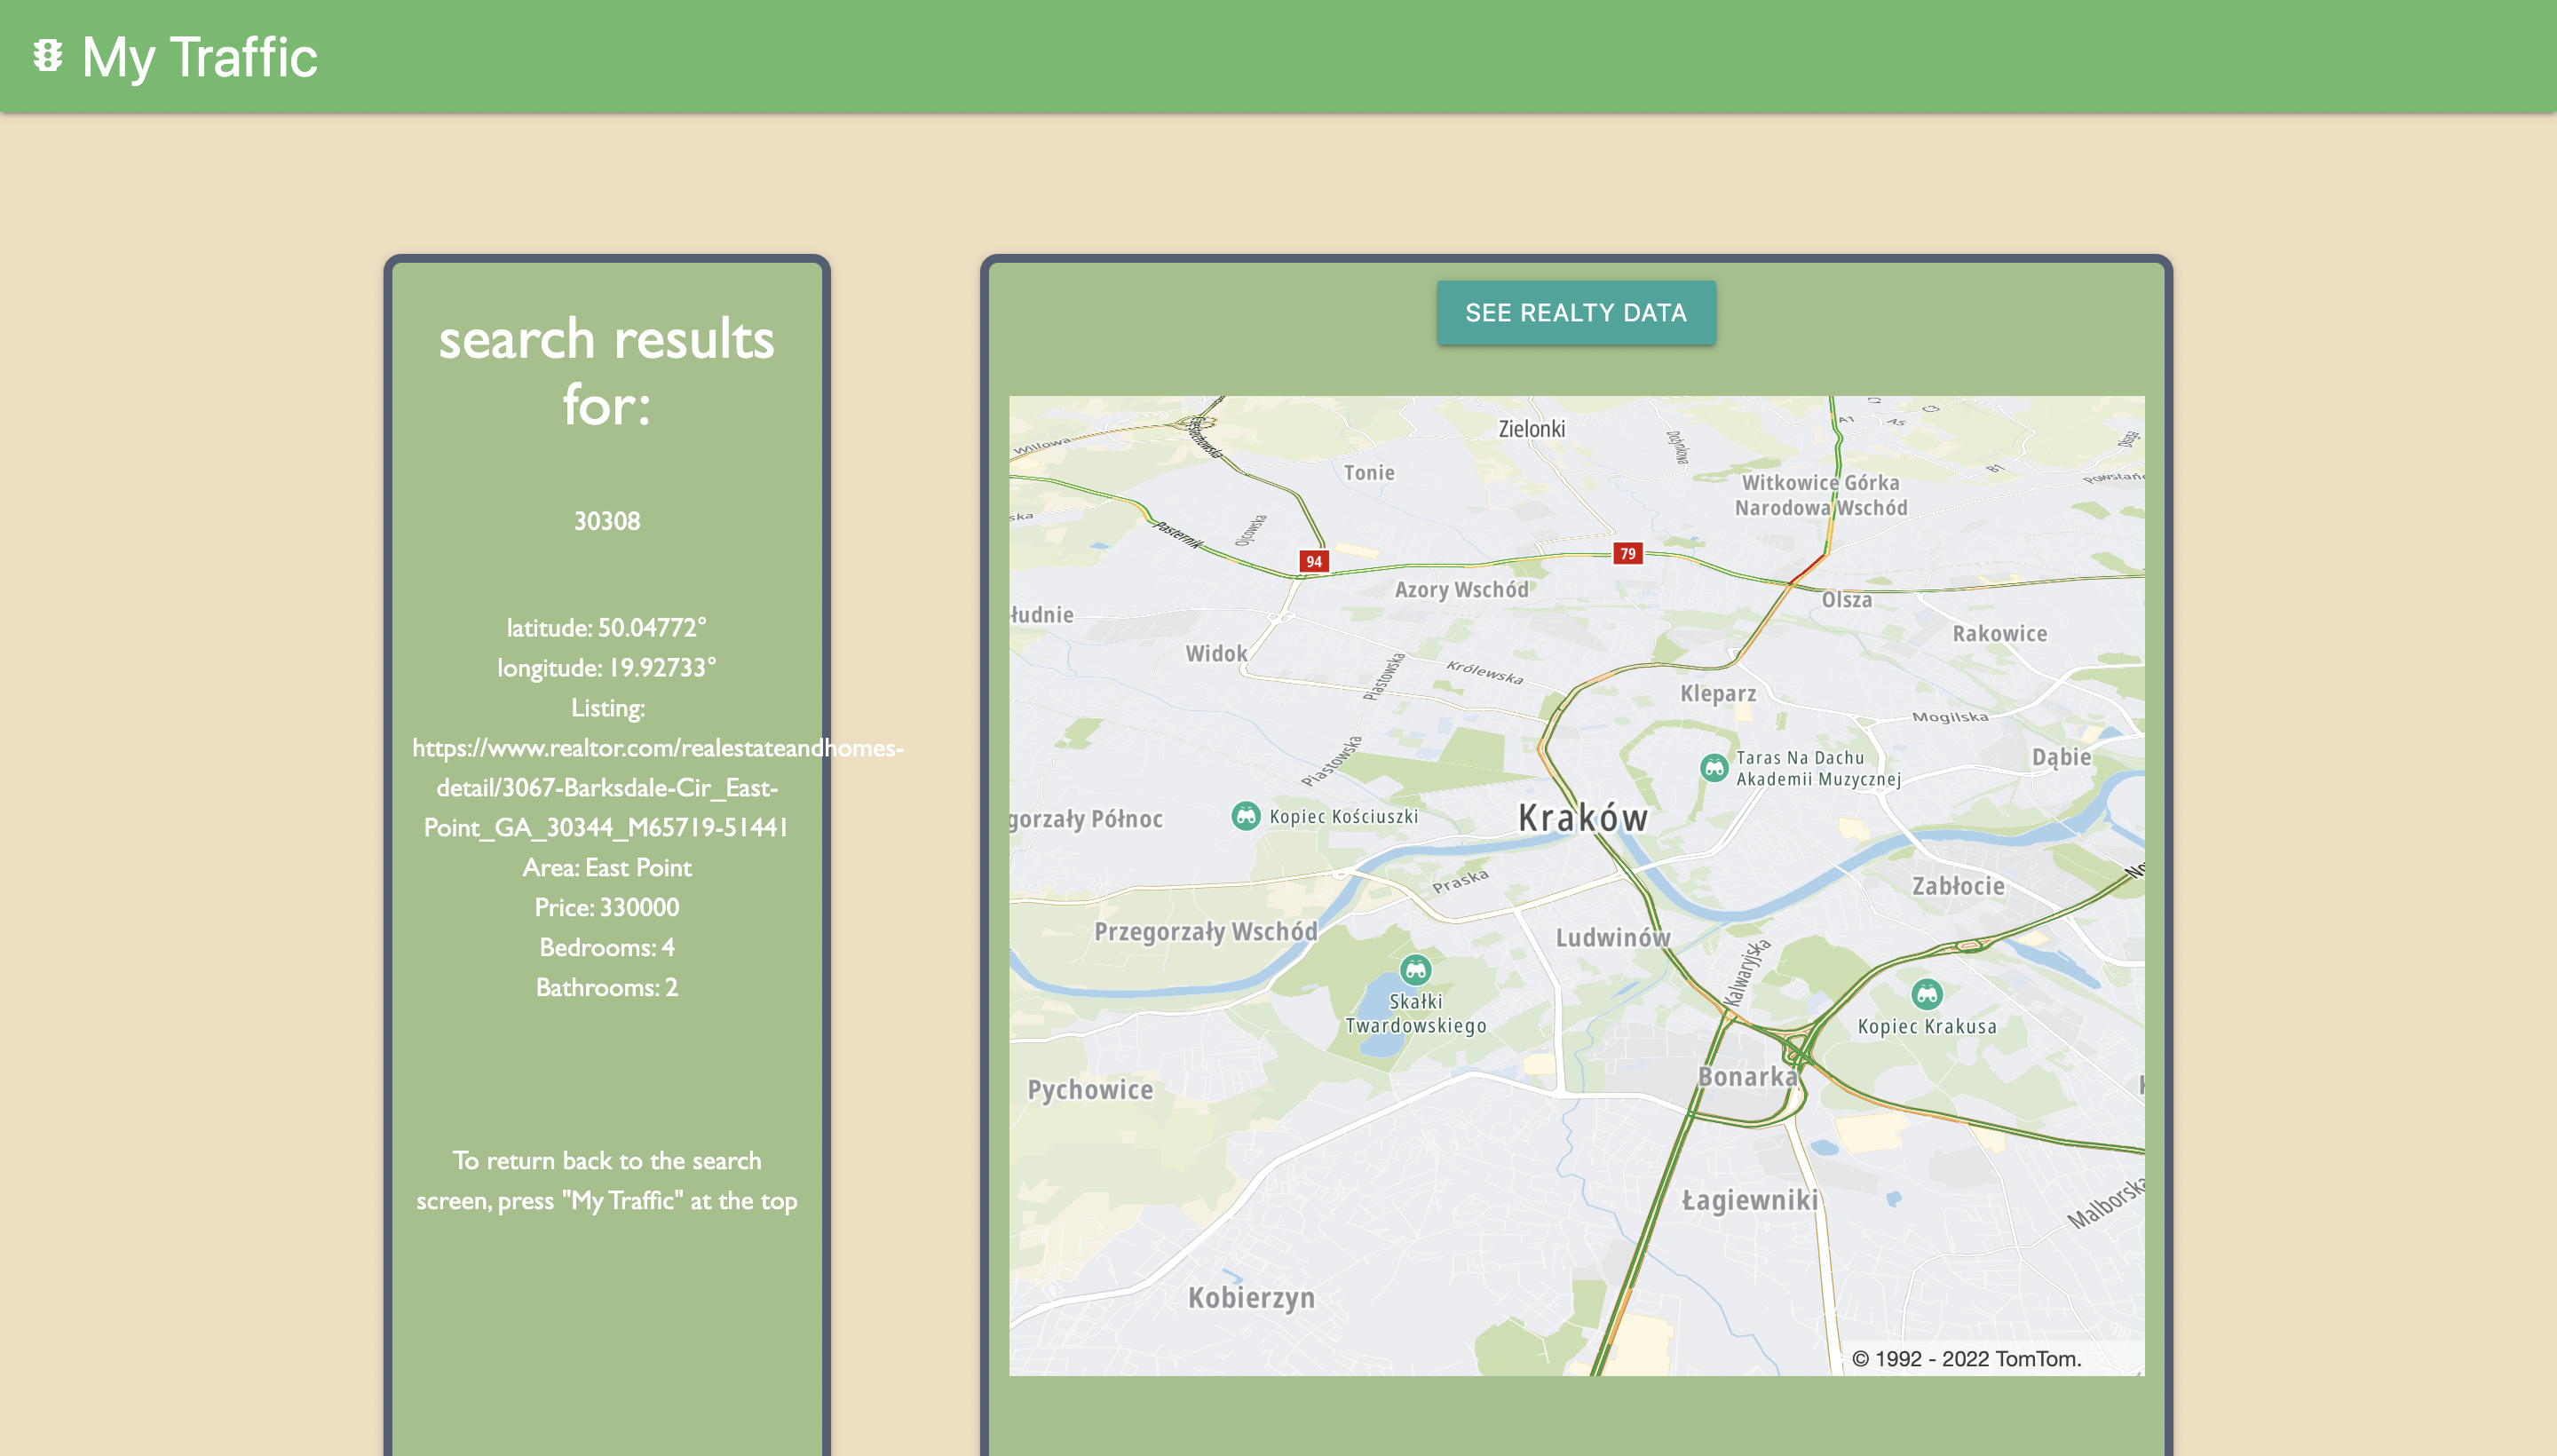 My Traffic
search results
for:
30308
latitude: 50.04772°
longitude: 19.92733°
Listing:
https://www.realtor.com/realestateandhomes-
detail/3067-Barksdale-Cir_East-
Point_GA_30344_M65719-51441
Area: East Point
Price: 330000
Bedrooms: 4
Bathrooms: 2
To return back to the search
screen, press "My Traffic" at the top
SEE REALTY DATA
Zielonki
Willowa
Tonie
A1
A5
C3
B1
Witkowice Górka
Narodowa Wschód
Pasternik
Ojcowska
94
79
Azory Wschód
Olsza
Rakowice
Widok
Piastowska
Królewska
Kleparz
Mogilska
Dąbie
Piastowska
Taras Na Dachu
Akademii Muzycznej
gorzały Północ
Kopiec Kościuszki
Kraków
Praska
Zabłocie
Przegorzały Wschód
Ludwinów
Kalwaryjska
Skałki
Twardowskiego
Kopiec Krakusa
Bonarka
Pychowice
Łagiewniki
Malborska
Kobierzyn
© 1992 - 2022 TomTom.